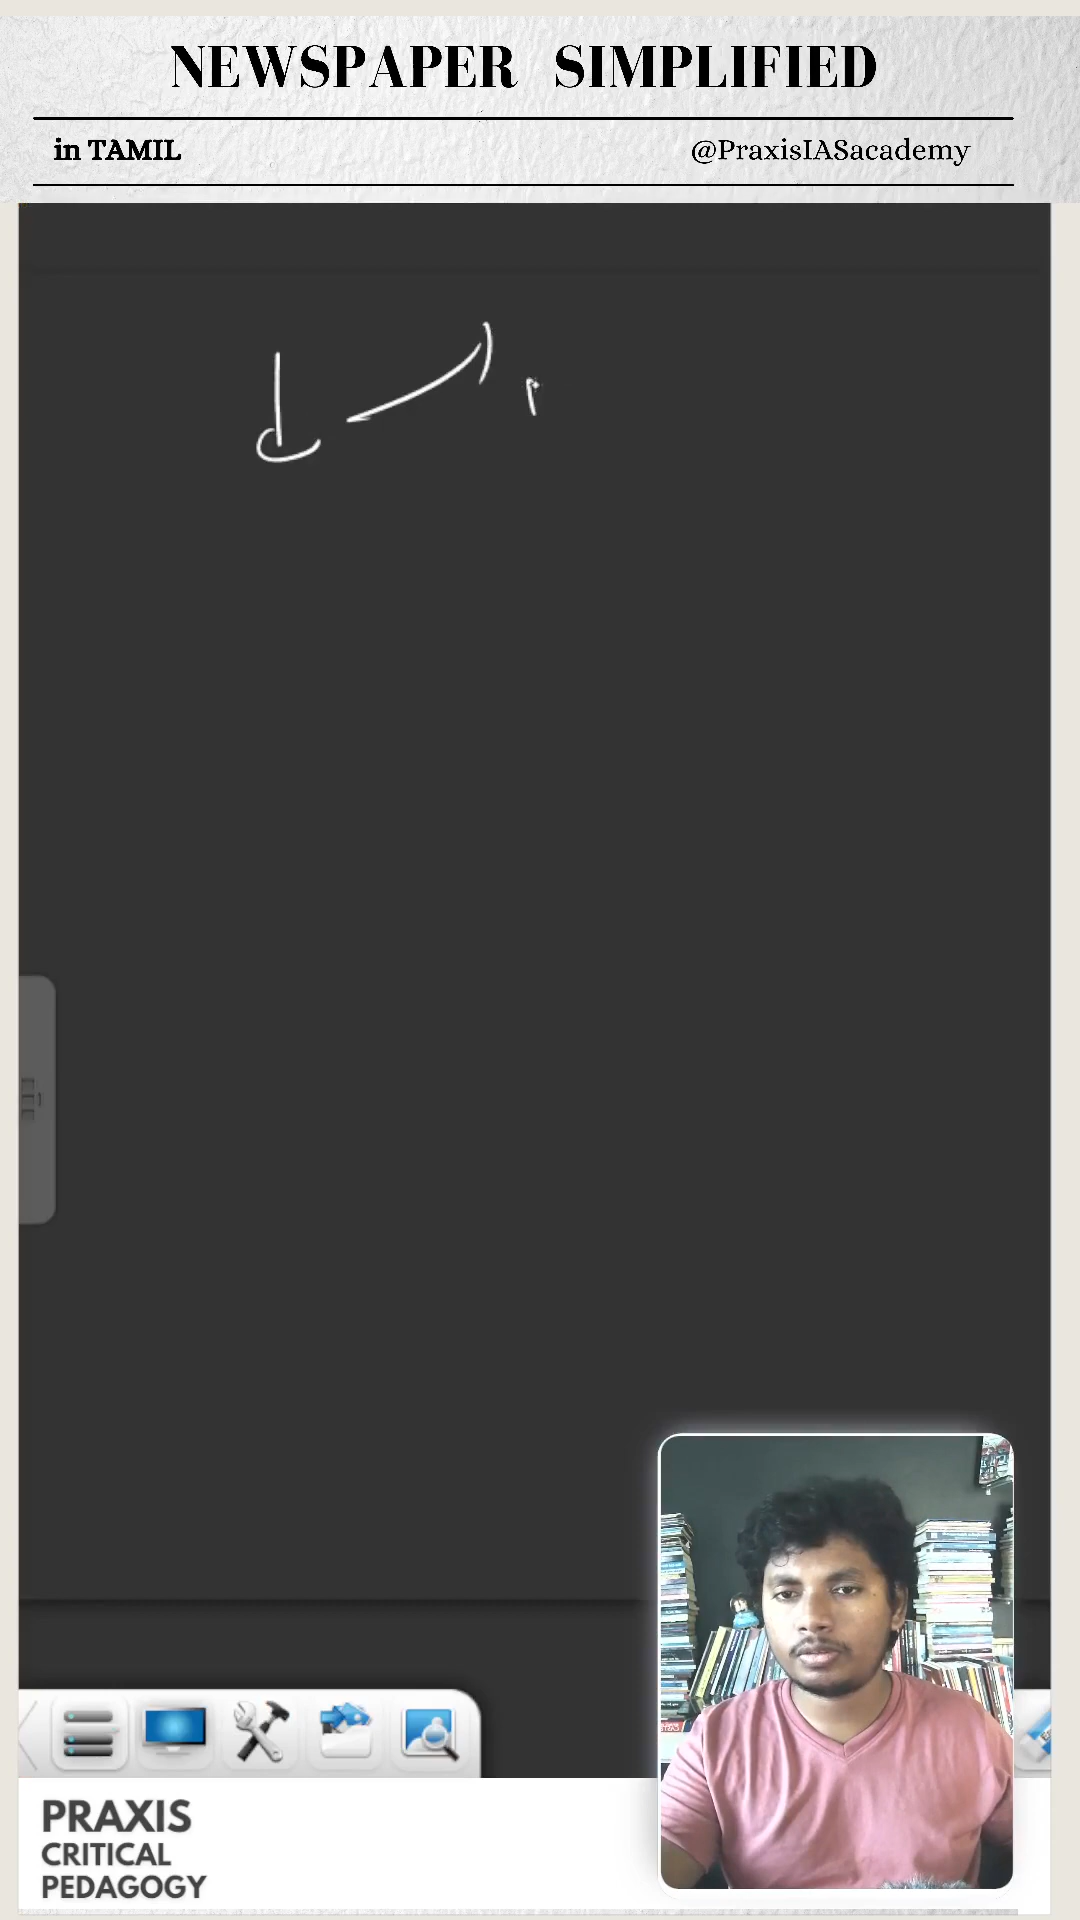 NEWSPAPER SIMPLIFIED
in TAMIL
@PraxisIASacademy
PRAXIS
CRITICAL
PEDAGOGY